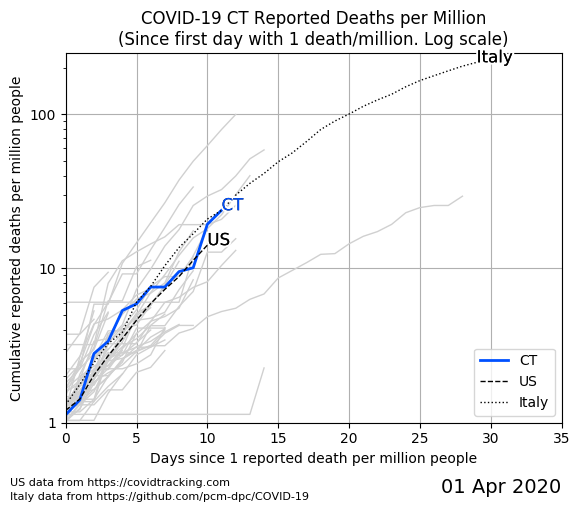 COVID-19 CT Reported Deaths per Million
(Since first day with 1 death/million. Log scale)
Cumulative reported deaths per million people
100
10
1
Italy
CT
US
CT
US
Italy
0 5 10 15 20 25 30 35
Days since 1 reported death per million people
US data from https://covidtracking.com
Italy data from https://github.com/pcm-dpc/COVID-19
01 Apr 2020